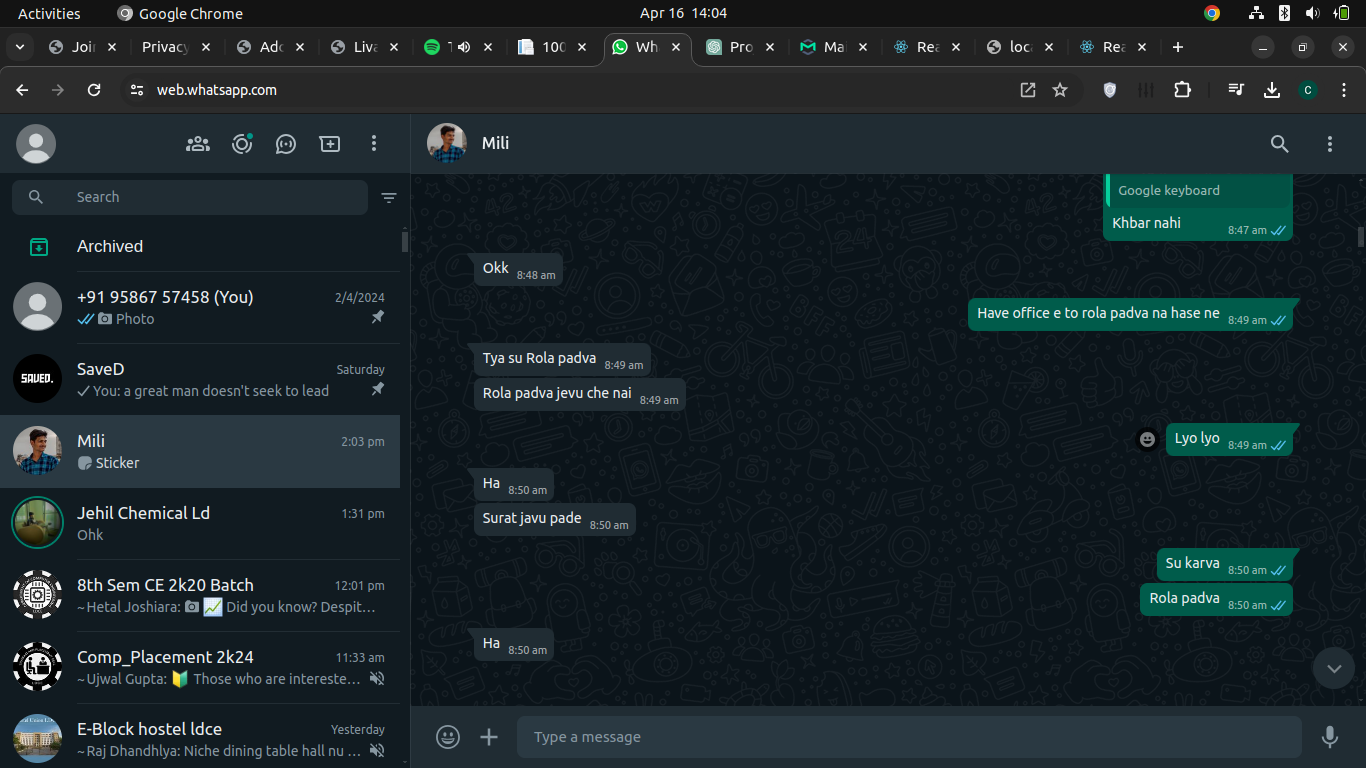 Activities
Google Chrome
Apr 16 14:04
Joi
Privacy
Adc
Liva
T
100
Wh
Pro
Ma
Rea
loc
Rea
web.whatsapp.com
C
Search
Archived
+91 95867 57458 (You)
2/4/2024
Photo
SAVED.
SaveD
Saturday
You: a great man doesn't seek to lead
Mili
2:03 pm
Sticker
Jehil Chemical Ld
1:31 pm
Ohk
8th Sem CE 2k20 Batch
12:01 pm
~Hetal Joshiara: 📷 📈 Did you know? Despit…
Comp_Placement 2k24
11:33 am
~Ujwal Gupta: 🔰 Those who are intereste…
E-Block hostel ldce
Yesterday
~Raj Dhandhlya: Niche dining table hall nu …
Mili
Google keyboard
Khbar nahi
8:47 am
Okk 8:48 am
Have office e to rola padva na hase ne 8:49 am
Tya su Rola padva 8:49 am
Rola padva jevu che nai 8:49 am
Lyo lyo 8:49 am
Ha 8:50 am
Surat javu pade 8:50 am
Su karva 8:50 am
Rola padva 8:50 am
Ha 8:50 am
Type a message